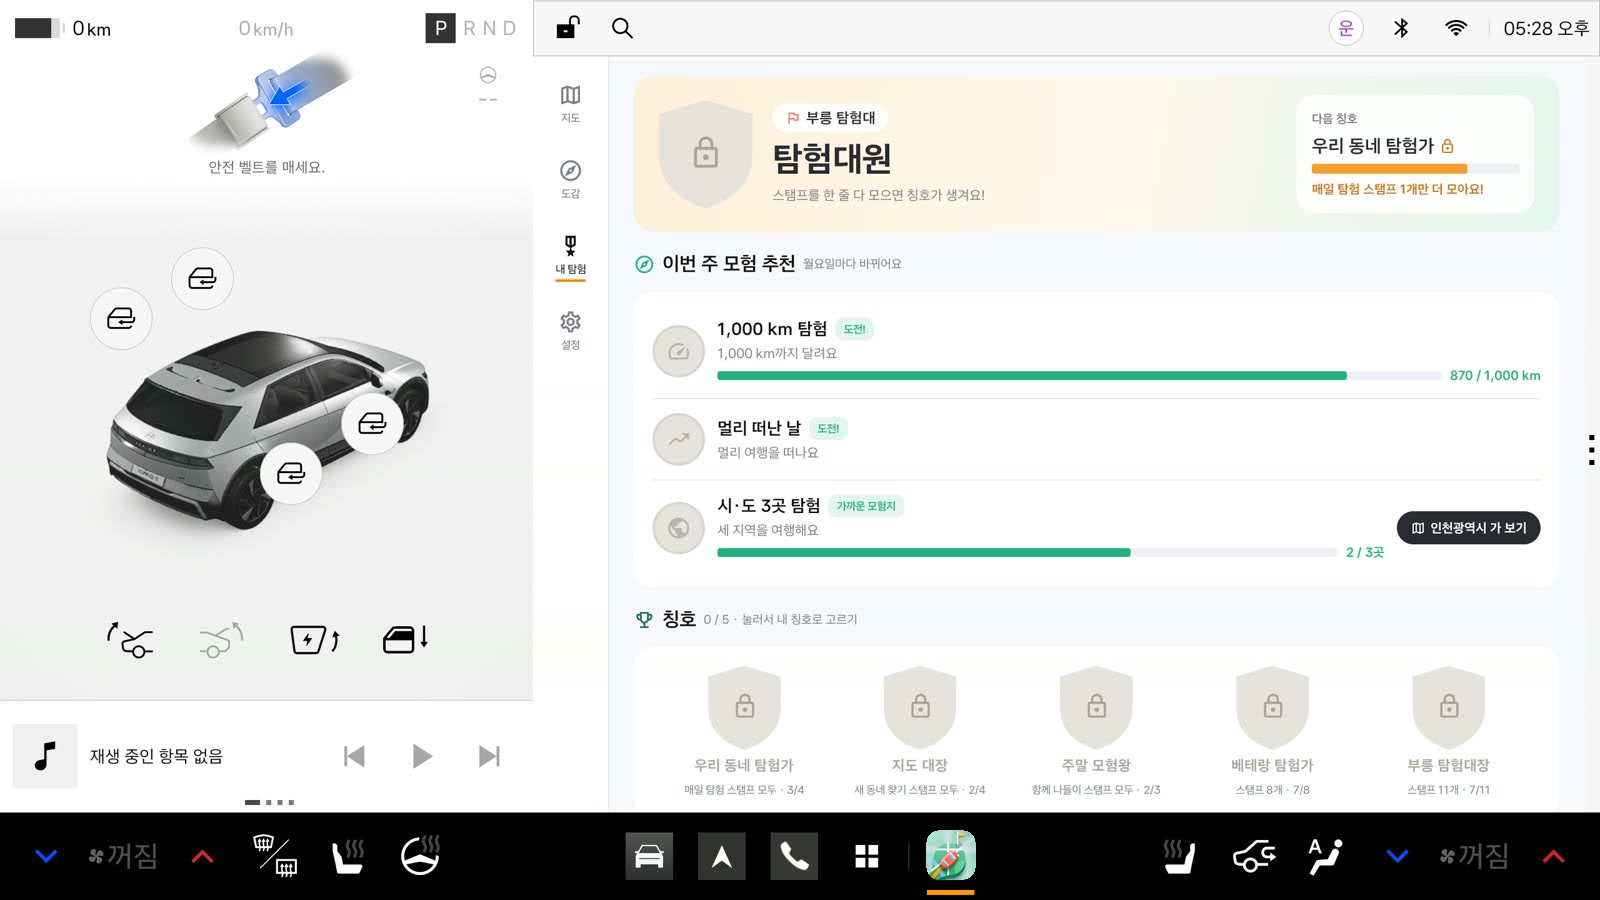 0 km
0 km/h
P R N D
안전 벨트를 매세요.
--
재생 중인 항목 없음
운
05:28 오후
지도
도감
내 탐험
설정
부릉 탐험대
탐험대원
스탬프를 한 줄 다 모으면 칭호가 생겨요!
다음 칭호
우리 동네 탐험가
매일 탐험 스탬프 1개만 더 모아요!
이번 주 모험 추천 월요일마다 바뀌어요
1,000 km 탐험 도전!
1,000 km까지 달려요
870 / 1,000 km
멀리 떠난 날 도전!
멀리 여행을 떠나요
시·도 3곳 탐험 가까운 모험지
세 지역을 여행해요
2 / 3곳
인천광역시 가 보기
칭호 0 / 5 · 눌러서 내 칭호로 고르기
우리 동네 탐험가
매일 탐험 스탬프 모두 · 3/4
지도 대장
새 동네 찾기 스탬프 모두 · 2/4
주말 모험왕
함께 나들이 스탬프 모두 · 2/3
베테랑 탐험가
스탬프 8개 · 7/8
부릉 탐험대장
스탬프 11개 · 7/11
꺼짐
A
꺼짐